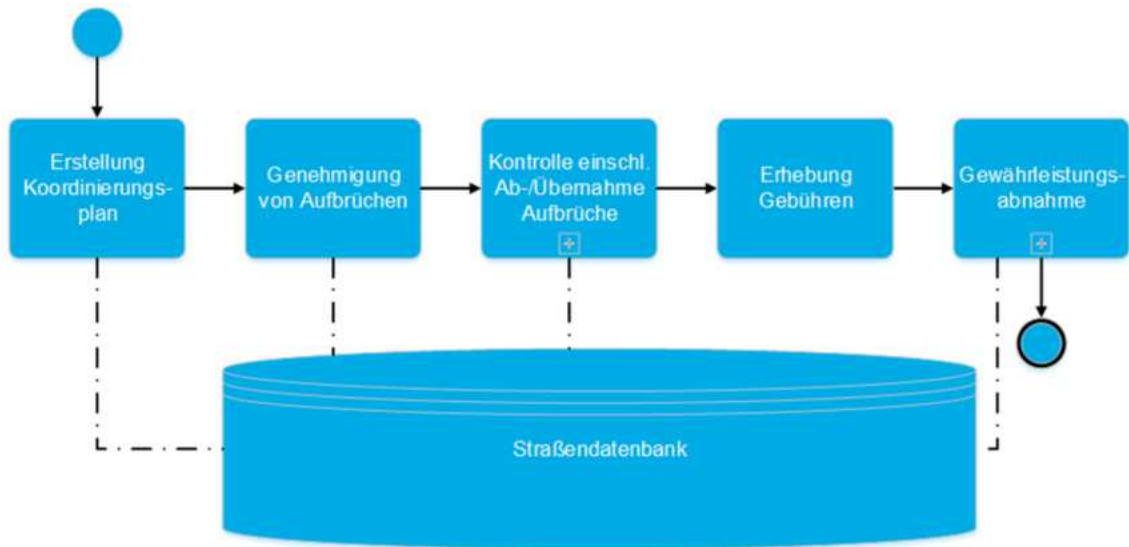 Erstellung
Koordinierungs-
plan
Genehmigung
von Aufbrüchen
Kontrolle einschl.
Ab-/Übernahme
Aufbrüche
Erhebung
Gebühren
Gewährleistungs-
abnahme
Straßendatenbank